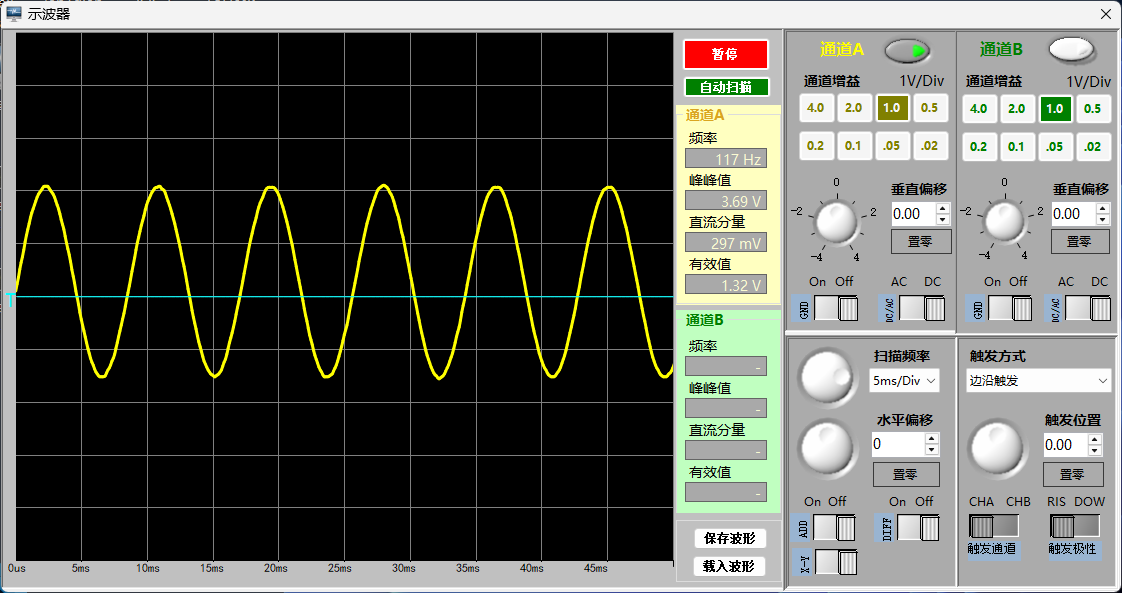 示波器
T
0us 5ms 10ms 15ms 20ms 25ms 30ms 35ms 40ms 45ms
暂停
自动扫描
通道A
频率
117 Hz
峰峰值
3.69 V
直流分量
297 mV
有效值
1.32 V
通道B
频率
-
峰峰值
-
直流分量
-
有效值
-
保存波形
载入波形
通道A
通道增益 1V/Div
4.0 2.0 1.0 0.5
0.2 0.1 .05 .02
0
-2 2
-4 4
垂直偏移
0.00
置零
On Off AC DC
GND DC/AC
通道B
通道增益 1V/Div
4.0 2.0 1.0 0.5
0.2 0.1 .05 .02
0
-2 2
-4 4
垂直偏移
0.00
置零
On Off AC DC
GND DC/AC
扫描频率
5ms/Div
水平偏移
0
置零
On Off On Off
ADD DIFF
X-Y
触发方式
边沿触发
触发位置
0.00
置零
CHA CHB RIS DOW
触发通道 触发极性